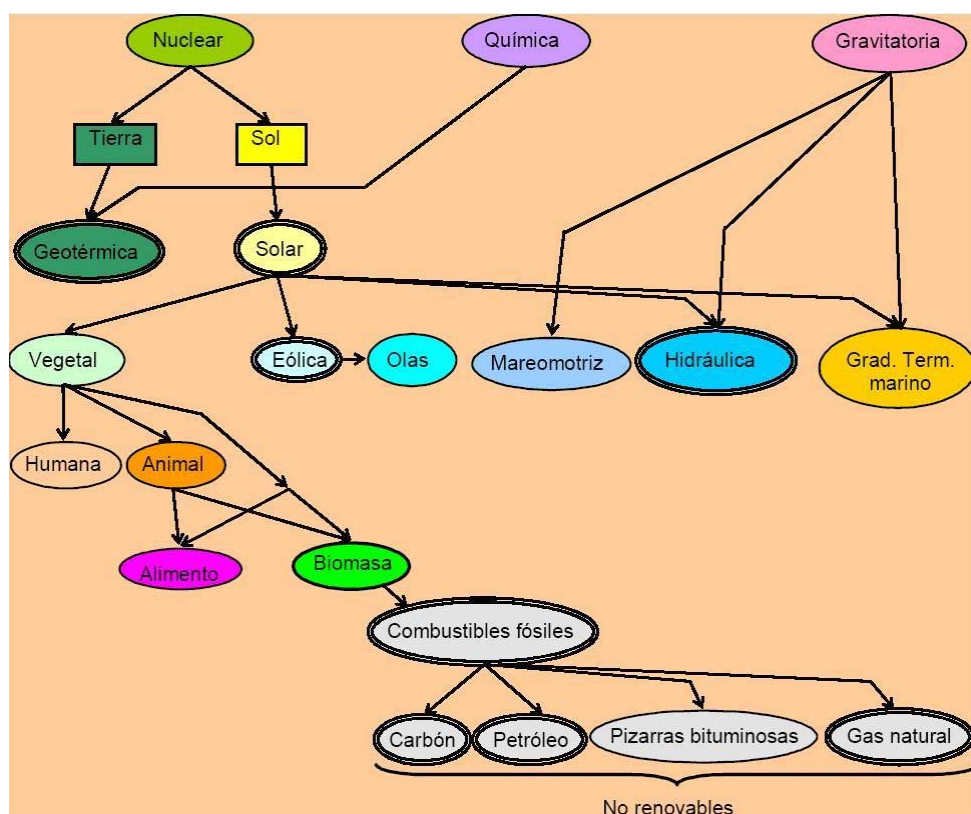 Nuclear
Química
Gravitatoria
Tierra
Sol
Geotérmica
Solar
Vegetal
Eólica
Olas
Mareomotriz
Hidráulica
Grad. Term.
marino
Humana
Animal
Alimento
Biomasa
Combustibles fósiles
Carbón
Petróleo
Pizarras bituminosas
Gas natural
No renovables